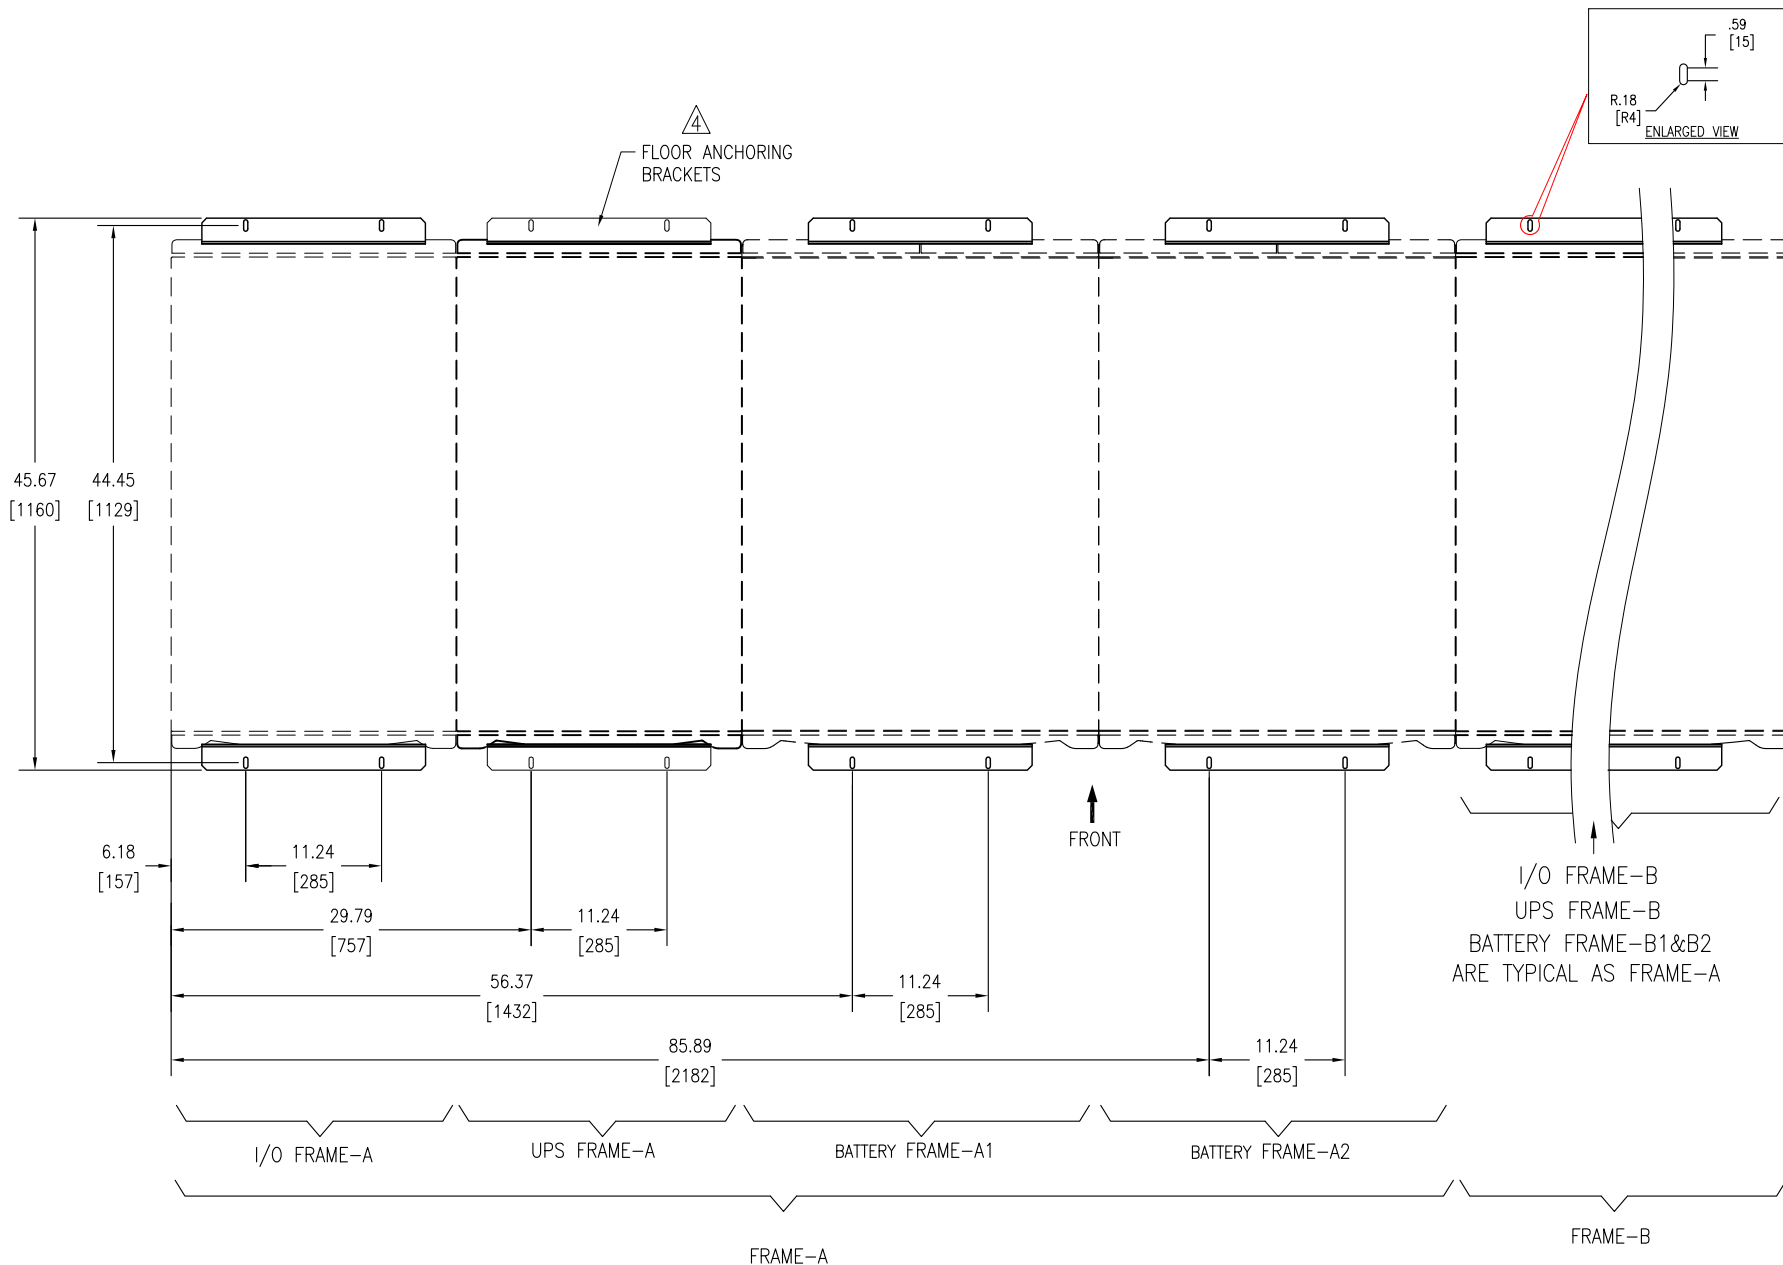 .59
[15]
R.18
[R4]
ENLARGED VIEW
4
FLOOR ANCHORING
BRACKETS
45.67
[1160]
44.45
[1129]
FRONT
6.18
[157]
11.24
[285]
29.79
[757]
11.24
[285]
56.37
[1432]
11.24
[285]
85.89
[2182]
11.24
[285]
I/O FRAME-B
UPS FRAME-B
BATTERY FRAME-B1&B2
ARE TYPICAL AS FRAME-A
I/O FRAME-A
UPS FRAME-A
BATTERY FRAME-A1
BATTERY FRAME-A2
FRAME-A
FRAME-B